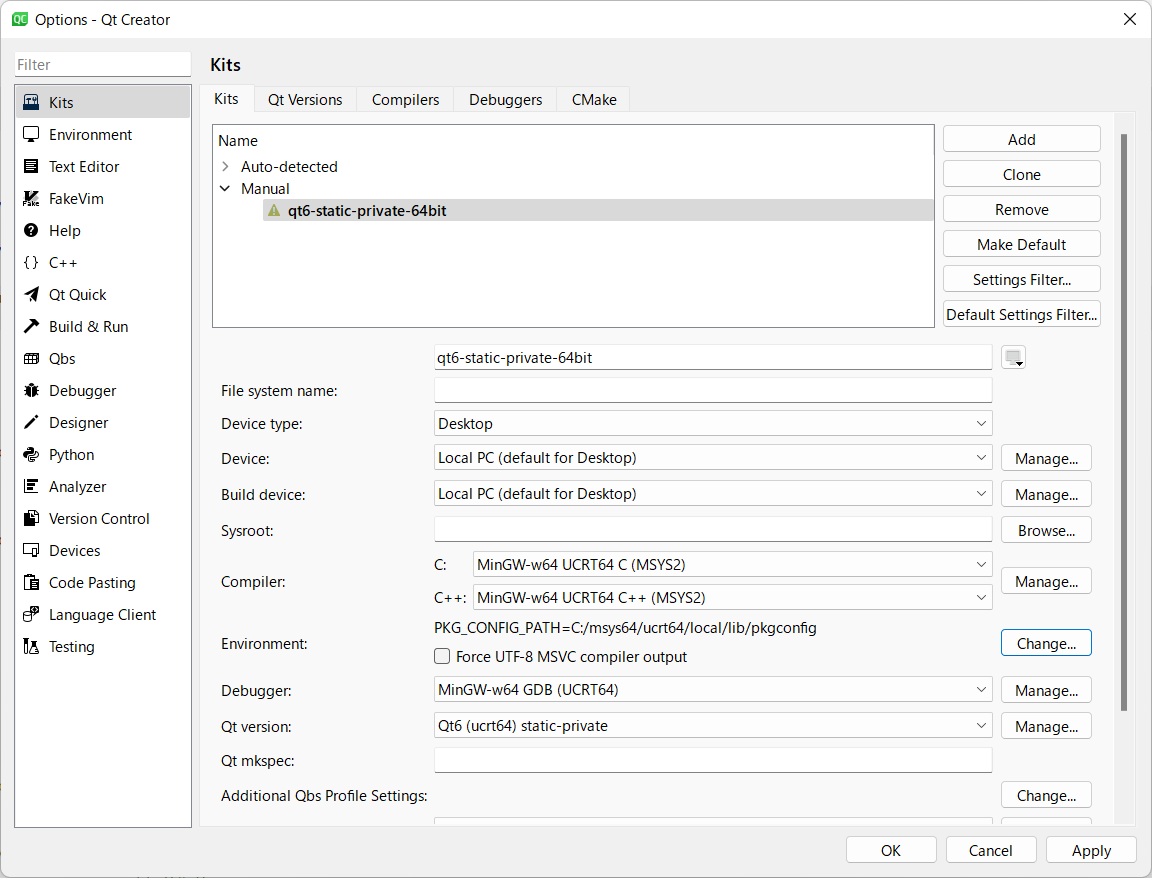 QC Options - Qt Creator
Filter
Kits
Environment
Text Editor
Fake
FakeVim
Help
C++
Qt Quick
Build & Run
Qbs
Debugger
Designer
Python
Analyzer
Version Control
Devices
Code Pasting
Language Client
Testing
Kits
Kits Qt Versions Compilers Debuggers CMake
Name
Auto-detected
Manual
qt6-static-private-64bit
Add
Clone
Remove
Make Default
Settings Filter...
Default Settings Filter...
qt6-static-private-64bit
File system name:
Device type: Desktop
Device: Local PC (default for Desktop) Manage...
Build device: Local PC (default for Desktop) Manage...
Sysroot: Browse...
Compiler: C: MinGW-w64 UCRT64 C (MSYS2) Manage...
C++: MinGW-w64 UCRT64 C++ (MSYS2)
Environment: PKG_CONFIG_PATH=C:/msys64/ucrt64/local/lib/pkgconfig Change...
Force UTF-8 MSVC compiler output
Debugger: MinGW-w64 GDB (UCRT64) Manage...
Qt version: Qt6 (ucrt64) static-private Manage...
Qt mkspec:
Additional Qbs Profile Settings: Change...
OK Cancel Apply